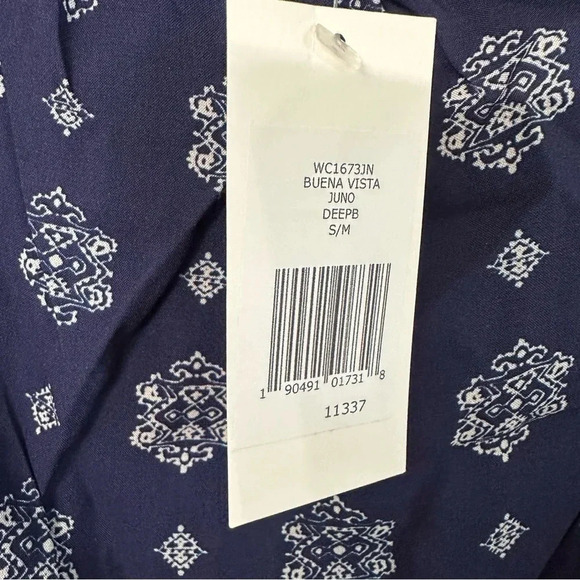 WC1673JN
BUENA VISTA
JUNO
DEEPB
S/M
1 90491 01731 8
11337